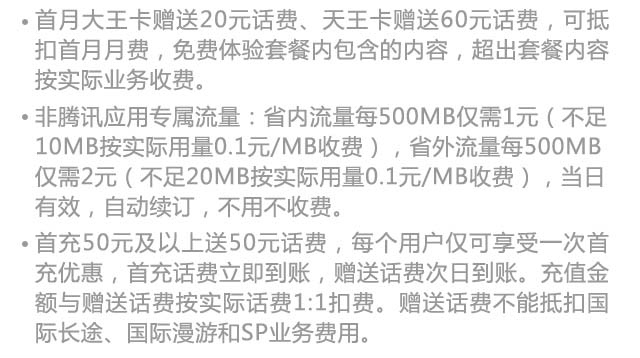 • 首月大王卡赠送20元话费、天王卡赠送60元话费，可抵
扣首月月费，免费体验套餐内包含的内容，超出套餐内容
按实际业务收费。
• 非腾讯应用专属流量：省内流量每500MB仅需1元（不足
10MB按实际用量0.1元/MB收费），省外流量每500MB
仅需2元（不足20MB按实际用量0.1元/MB收费），当日
有效，自动续订，不用不收费。
• 首充50元及以上送50元话费，每个用户仅可享受一次首
充优惠，首充话费立即到账，赠送话费次日到账。充值金
额与赠送话费按实际话费1:1扣费。赠送话费不能抵扣国
际长途、国际漫游和SP业务费用。